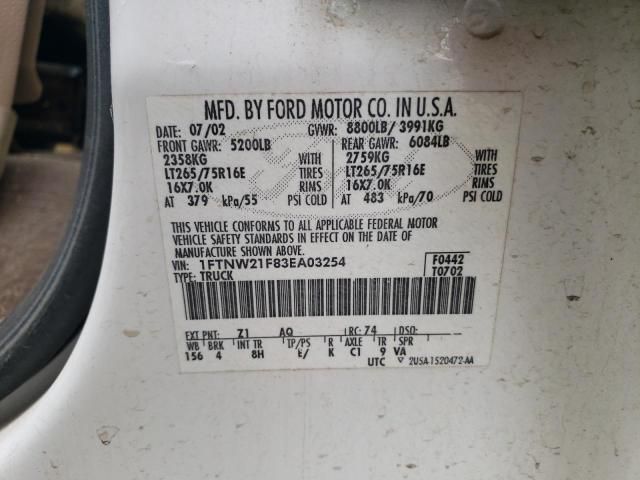 MFD. BY FORD MOTOR CO. IN U.S.A.
DATE: 07/02 GVWR: 8800LB/ 3991KG
FRONT GAWR: 5200LB REAR GAWR: 6084LB
2358KG WITH 2759KG WITH
LT265/75R16E TIRES LT265/75R16E TIRES
16X7.0K RIMS 16X7.0K RIMS
AT 379 kPa/55 PSI COLD AT 483 kPa/70 PSI COLD
THIS VEHICLE CONFORMS TO ALL APPLICABLE FEDERAL MOTOR
VEHICLE SAFETY STANDARDS IN EFFECT ON THE DATE OF
MANUFACTURE SHOWN ABOVE.
VIN: 1FTNW21F83EA03254 F0442
TYPE: TRUCK T0702
EXT PNT: Z1 AQ RC: 74 DSO:
WB BRK INT TR TP/PS R AXLE TR SPR
156 4 8H E/ K C1 9 VA
UTC ▽ 2USA-1520472-AA